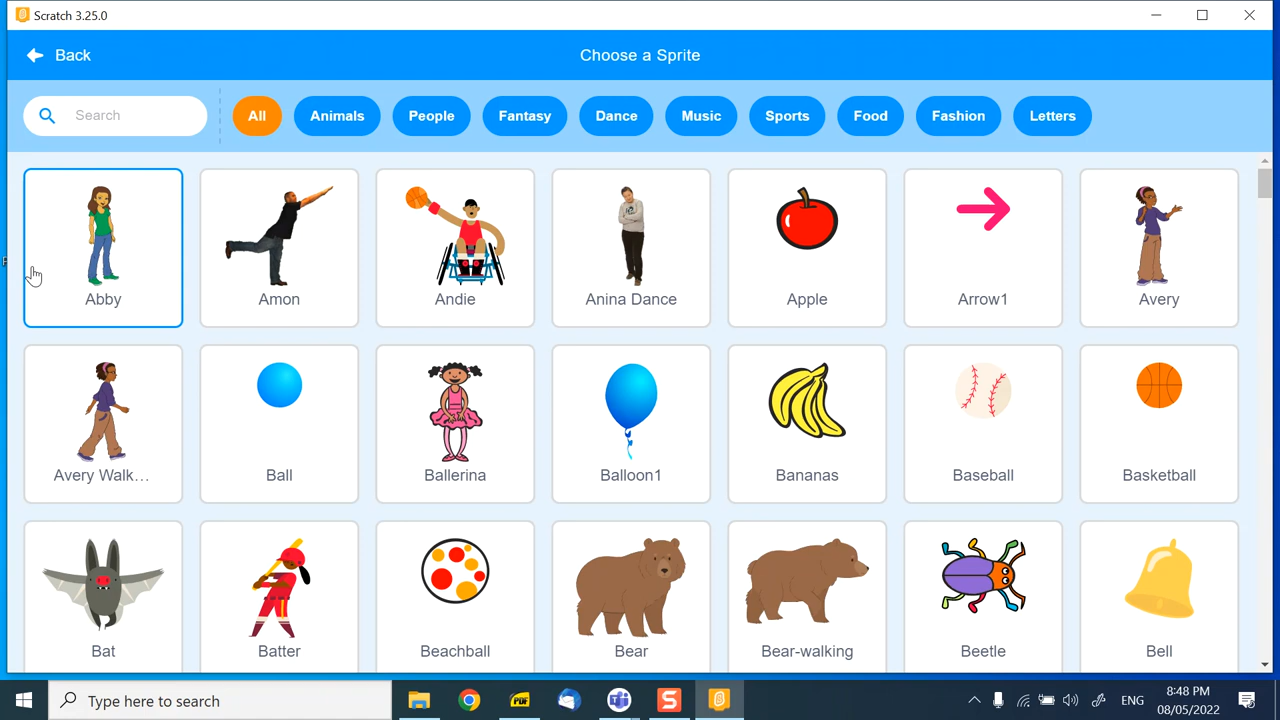 Scratch 3.25.0
Back
Choose a Sprite
Search
All
Animals
People
Fantasy
Dance
Music
Sports
Food
Fashion
Letters
Abby
Amon
Andie
Anina Dance
Apple
Arrow1
Avery
Avery Walk...
Ball
Ballerina
Balloon1
Bananas
Baseball
Basketball
Bat
Batter
Beachball
Bear
Bear-walking
Beetle
Bell
Type here to search
PDF
S
ENG
8:48 PM
08/05/2022